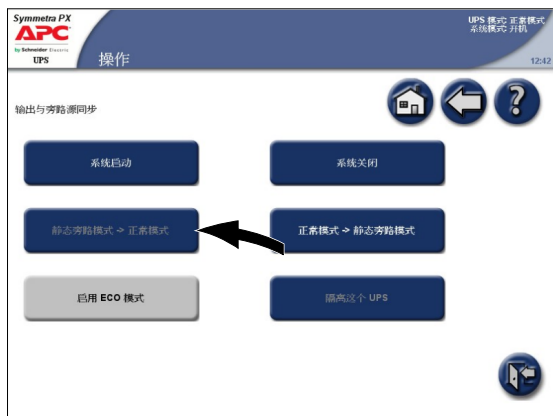 Symmetra PX
APC
by Schneider Electric
UPS
操作
UPS 模式: 正常模式
系统模式: 开机
12:42
输出与旁路源同步
系统启动
系统关闭
静态旁路模式 -> 正常模式
正常模式 -> 静态旁路模式
启用 ECO 模式
隔离这个 UPS